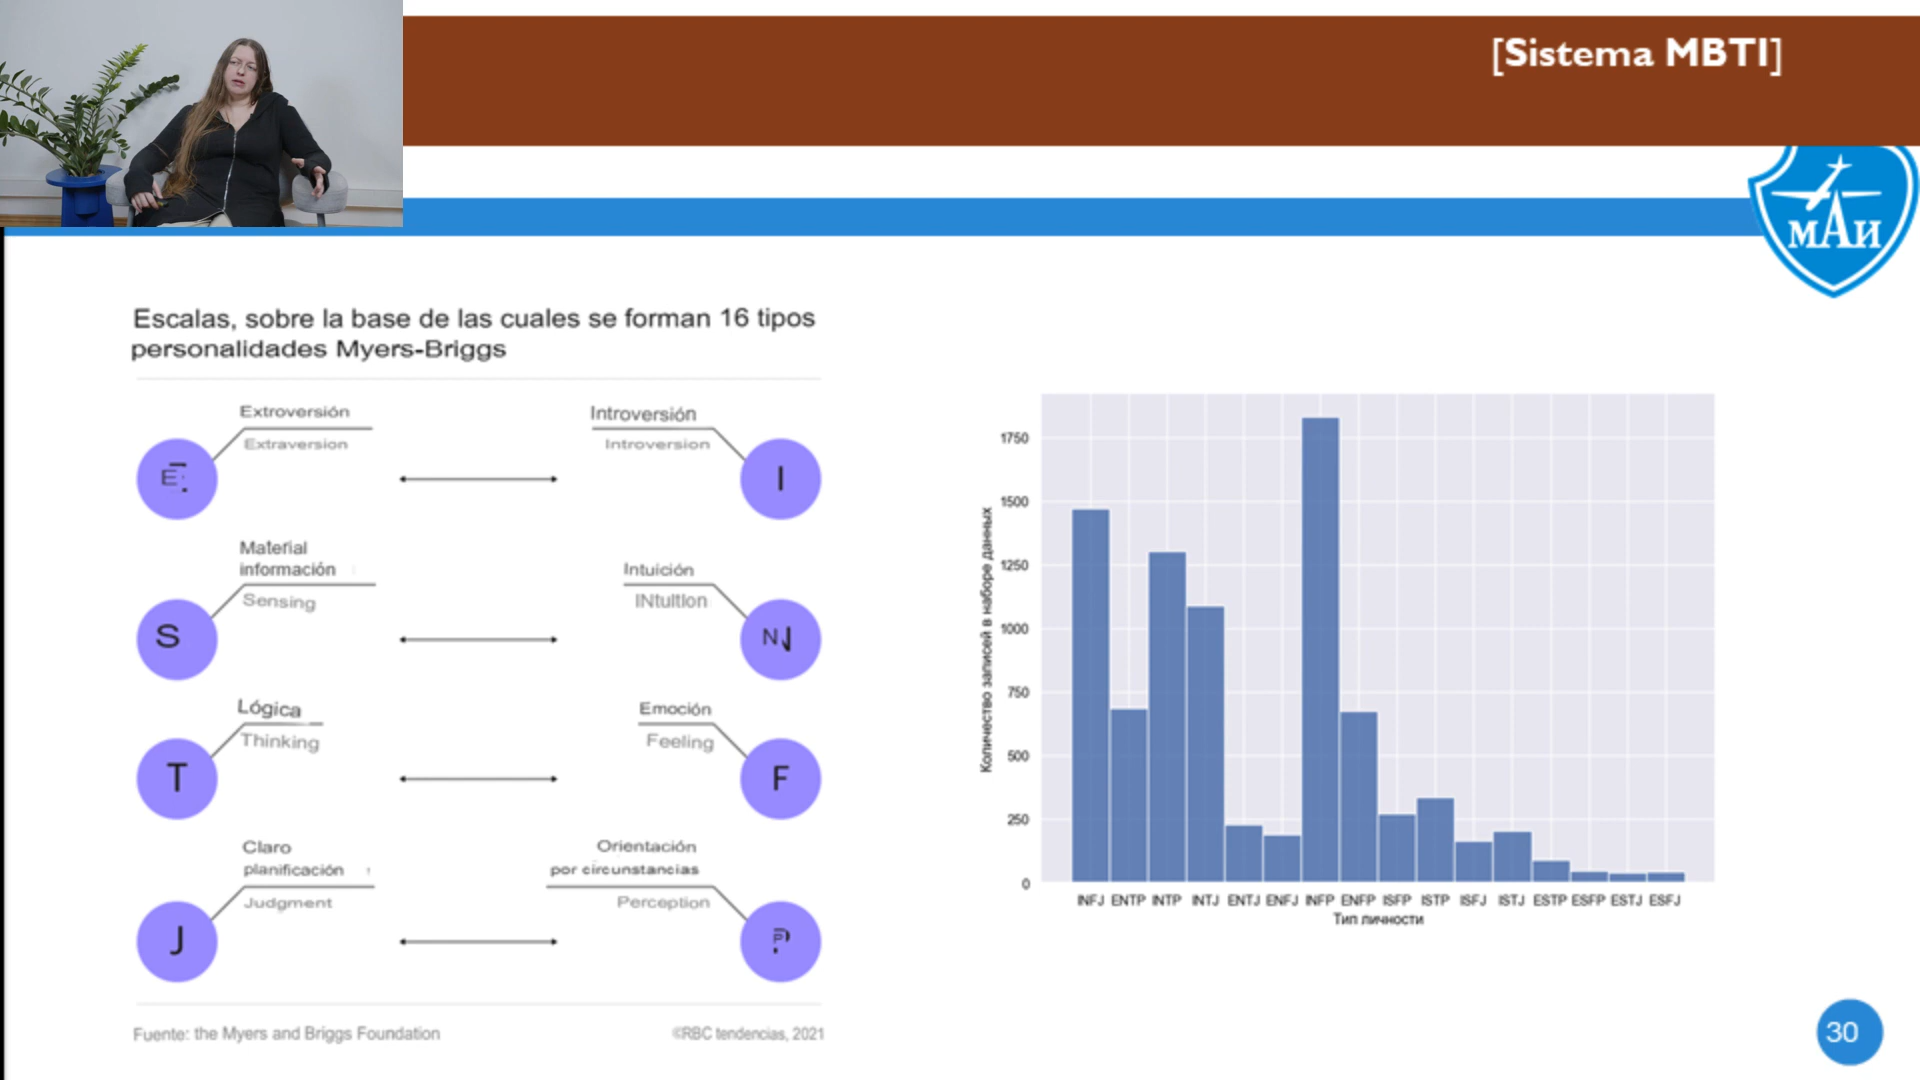 [Sistema MBTI]
МАИ
Escalas, sobre la base de las cuales se forman 16 tipos
personalidades Myers-Briggs
Extroversión
Extraversion
E
Introversión
Introversion
I
Material
información
Sensing
S
Intuición
INtuItIon
N
Lógica
Thinking
T
Emoción
Feeling
F
Claro
planificación
Judgment
J
Orientación
por circunstancias
Perception
P
Fuente: the Myers and Briggs Foundation
©RBC tendencias, 2021
Количество записей в наборе данных
1750
1500
1250
1000
750
500
250
0
INFJ ENTP INTP INTJ ENTJ ENFJ INFP ENFP ISFP ISTP ISFJ ISTJ ESTP ESFP ESTJ ESFJ
Тип личности
30